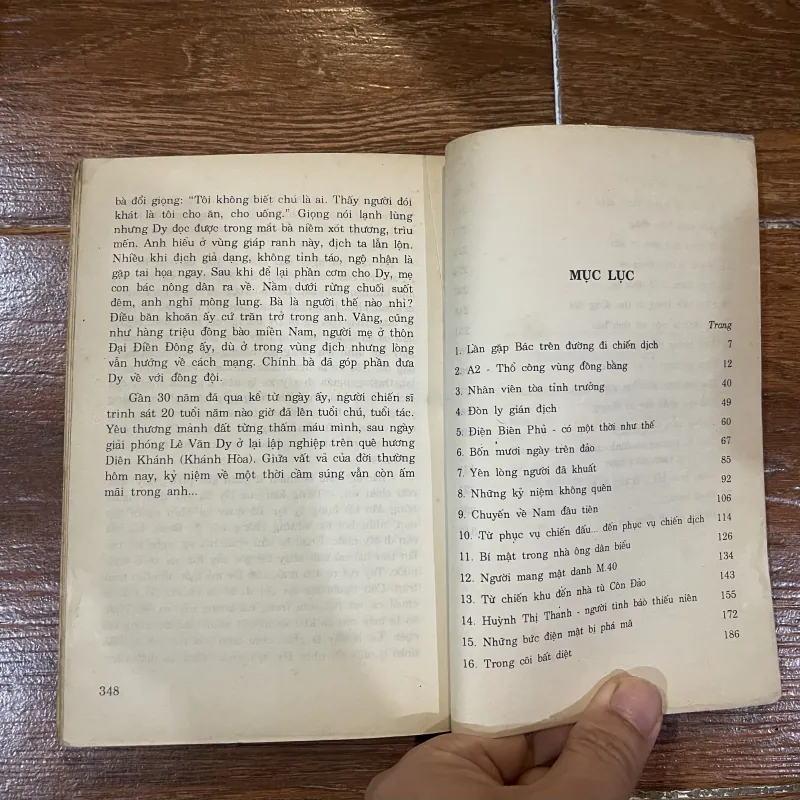 bà đổi giọng: “Tôi không biết chú là ai. Thấy người đói
khát là tôi cho ăn, cho uống.” Giọng nói lạnh lùng
nhưng Dy đọc được trong mắt bà niềm xót thương, trìu
mến. Anh hiểu ở vùng giáp ranh này, địch ta lẫn lộn.
Nhiều khi địch giả dạng, không tỉnh táo, ngộ nhận là
gặp tai họa ngay. Sau khi để lại phần cơm cho Dy, mẹ
con bác nông dân ra về. Nằm dưới rừng chuối suốt
đêm, anh nghĩ mông lung. Bà là người thế nào nhỉ?
Điều băn khoăn ấy cứ trăn trở trong anh. Vâng, cũng
như hàng triệu đồng bào miền Nam, người mẹ ở thôn
Đại Điền Đông ấy, dù ở trong vùng địch nhưng lòng
vẫn hướng về cách mạng. Chính bà đã góp phần đưa
Dy về với đồng đội.
Gần 30 năm đã qua kể từ ngày ấy, người chiến sĩ
trinh sát 20 tuổi năm nào giờ đã lên tuổi chú, tuổi tác.
Yêu thương mảnh đất từng thấm máu mình, sau ngày
giải phóng Lê Văn Dy ở lại lập nghiệp trên quê hương
Diên Khánh (Khánh Hòa). Giữa vất vả của đời thường
hôm nay, kỷ niệm về một thời cầm súng vẫn còn ấm
mãi trong anh...
348
MỤC LỤC
Trang
1. Lần gặp Bác trên đường đi chiến dịch 7
2. A2 - Thổ công vùng đồng bằng 12
3. Nhân viên tòa tỉnh trưởng 40
4. Đòn ly gián địch 49
5. Điện Biên Phủ - có một thời như thế 60
6. Bốn mươi ngày trên đảo 67
7. Yên lòng người đã khuất 85
8. Những kỷ niệm không quên 92
9. Chuyến về Nam đầu tiên 106
10. Từ phục vụ chiến đấu... đến phục vụ chiến dịch 114
11. Bí mật trong nhà ông dân biểu 126
12. Người mang mật danh M.40 134
13. Từ chiến khu đến nhà tù Côn Đảo 143
14. Huỳnh Thị Thanh - người tình báo thiếu niên 155
15. Những bức điện mật bị phá mã 172
16. Trong cõi bất diệt 186